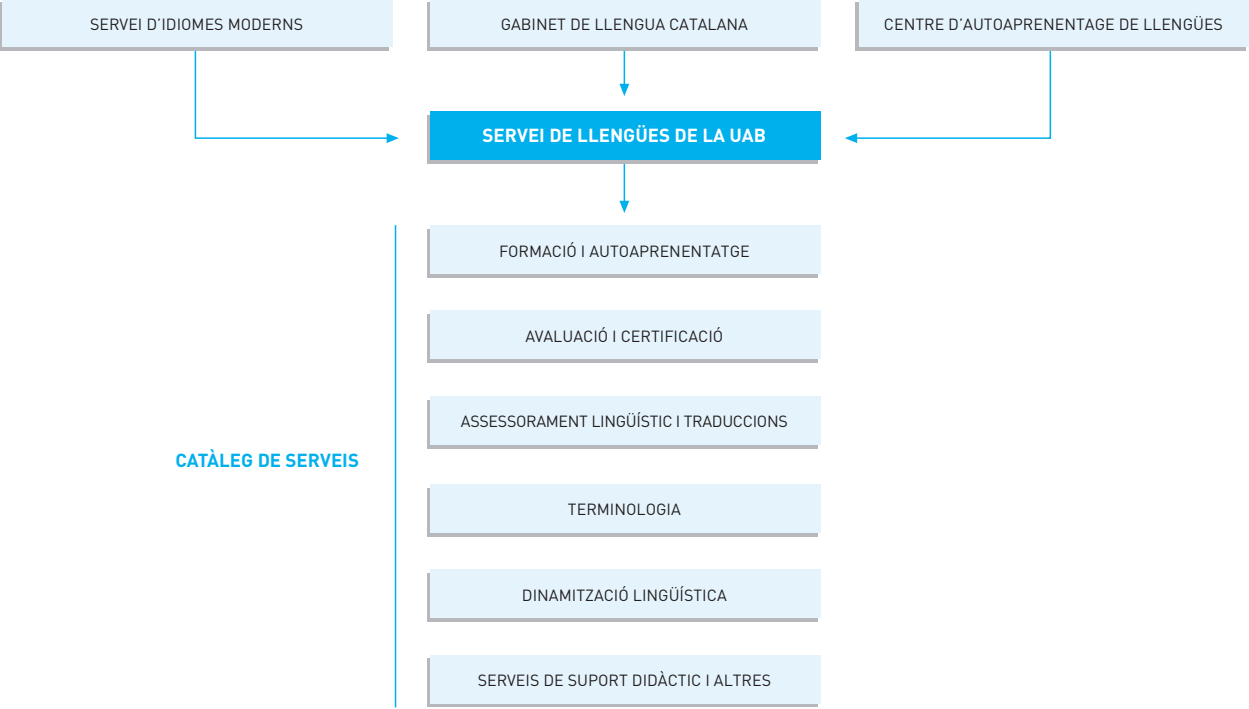 SERVEI D'IDIOMES MODERNS
GABINET DE LLENGUA CATALANA
CENTRE D'AUTOAPRENENTAGE DE LLENGÜES
SERVEI DE LLENGÜES DE LA UAB
FORMACIÓ I AUTOAPRENENTATGE
AVALUACIÓ I CERTIFICACIÓ
ASSESSORAMENT LINGÜÍSTIC I TRADUCCIONS
CATÀLEG DE SERVEIS
TERMINOLOGIA
DINAMITZACIÓ LINGÜÍSTICA
SERVEIS DE SUPORT DIDÀCTIC I ALTRES